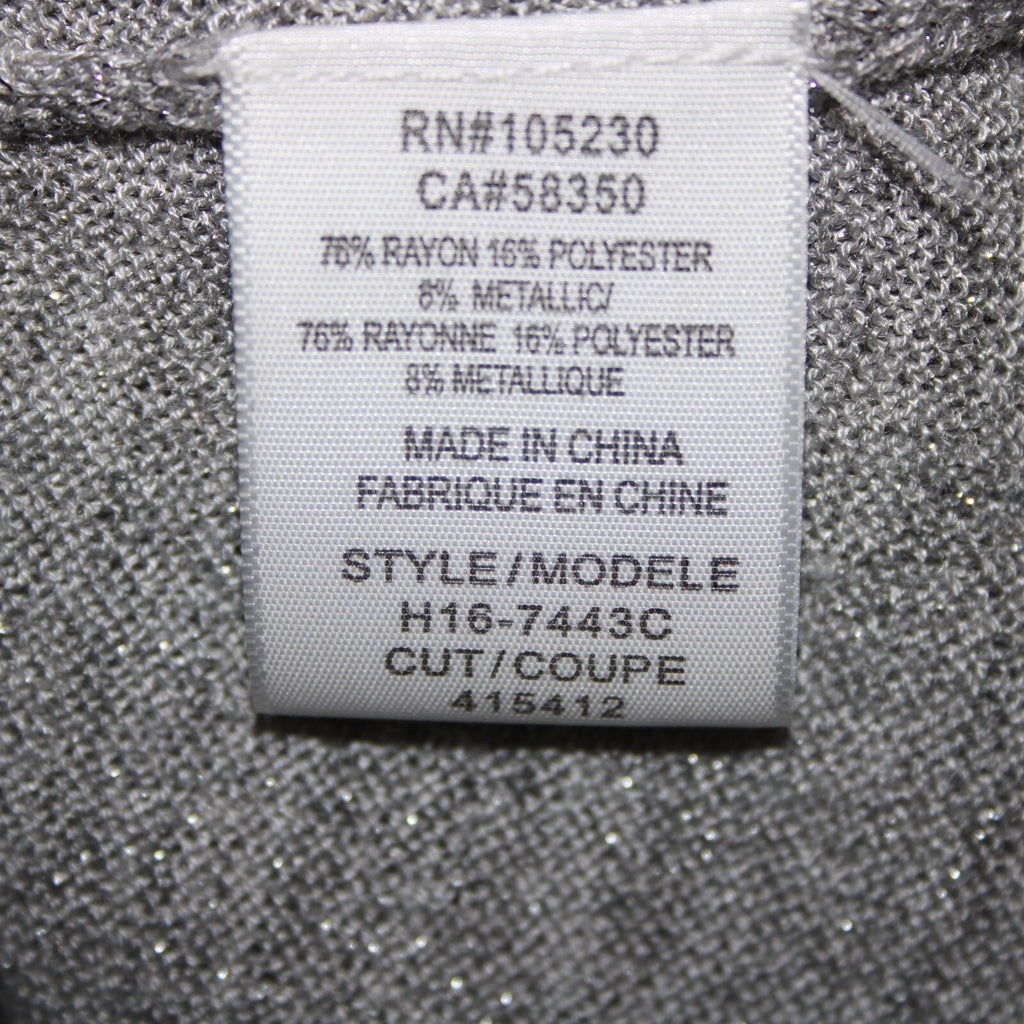 RN#105230
CA#58350
76% RAYON 16% POLYESTER
8% METALLIC/
76% RAYONNE 16% POLYESTER
8% METALLIQUE
MADE IN CHINA
FABRIQUE EN CHINE
STYLE/MODELE
H16-7443C
CUT/COUPE
415412